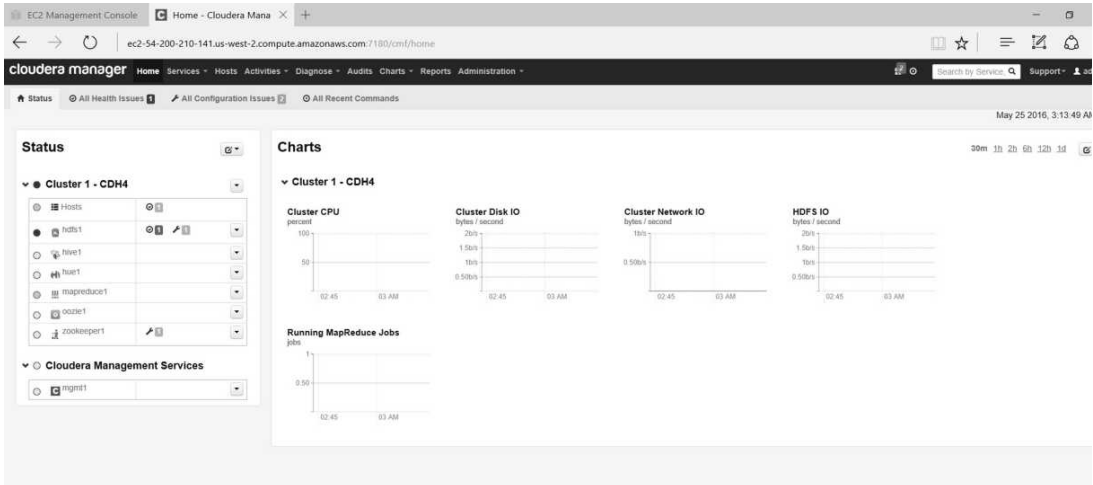 EC2 Management Console
Home - Cloudera Mana
ec2-54-200-210-141.us-west-2.compute.amazonaws.com:7180/cmf/home
cloudera manager Home Services Hosts Activities Diagnose Audits Charts Reports Administration
Search by Service, Support
Status All Health Issues 1 All Configuration Issues 2 All Recent Commands
May 25 2016, 3:13:49 AM
Status
Cluster 1 - CDH4
Hosts 1
hdfs1 1 1
hive1
hue1
mapreduce1
oozie1
zookeeper1 1
Cloudera Management Services
mgmt1
Charts
30m 1h 2h 6h 12h 1d
Cluster 1 - CDH4
Cluster CPU
percent
100
50
02:45 03 AM
Cluster Disk IO
bytes / second
2b/s
1.5b/s
1b/s
0.50b/s
02:45 03 AM
Cluster Network IO
bytes / second
1b/s
0.50b/s
02:45 03 AM
HDFS IO
bytes / second
2b/s
1.5b/s
1b/s
0.50b/s
02:45 03 AM
Running MapReduce Jobs
jobs
1
0.50
02:45 03 AM